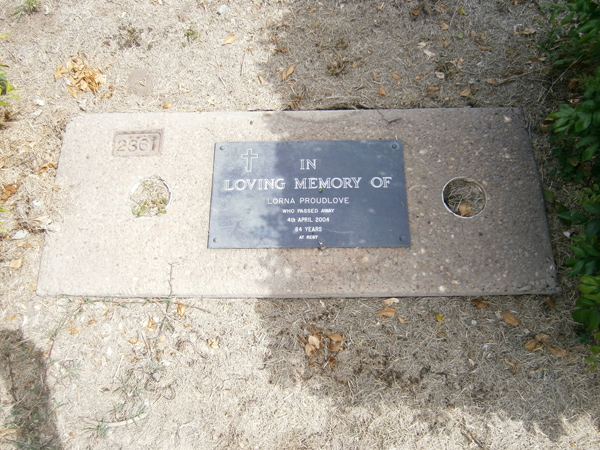 2361
IN
LOVING MEMORY OF
LORNA PROUDLOVE
WHO PASSED AWAY
4th APRIL 2004
84 YEARS
AT REST